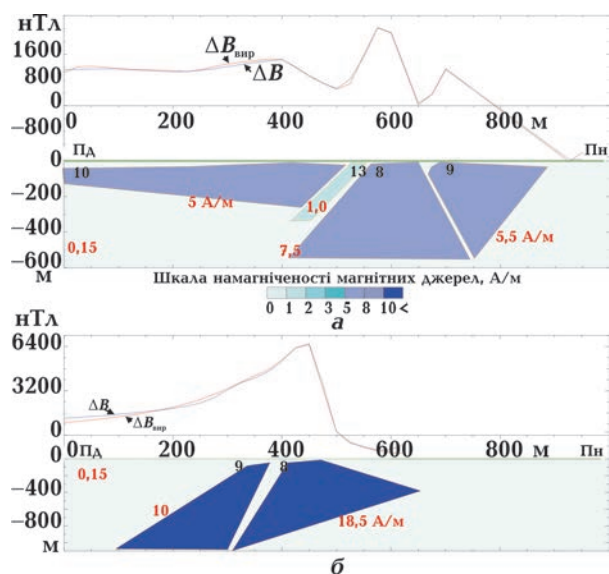 нТл
1600
800
0
−800
ΔBвир
ΔB
0 200 400 600 800 м
Пд Пн
0
−200
−400
−600
м
10 13 8 9
5 А/м 1,0
7,5 5,5 А/м
0,15
Шкала намагніченості магнітних джерел, А/м
0 1 2 3 5 8 10 <
а
нТл
6400
3200
0
ΔB
ΔBвир
0 200 400 600 м 800
Пд Пн
0
−400
−800
м
0,15
9 8
10
18,5 А/м
б